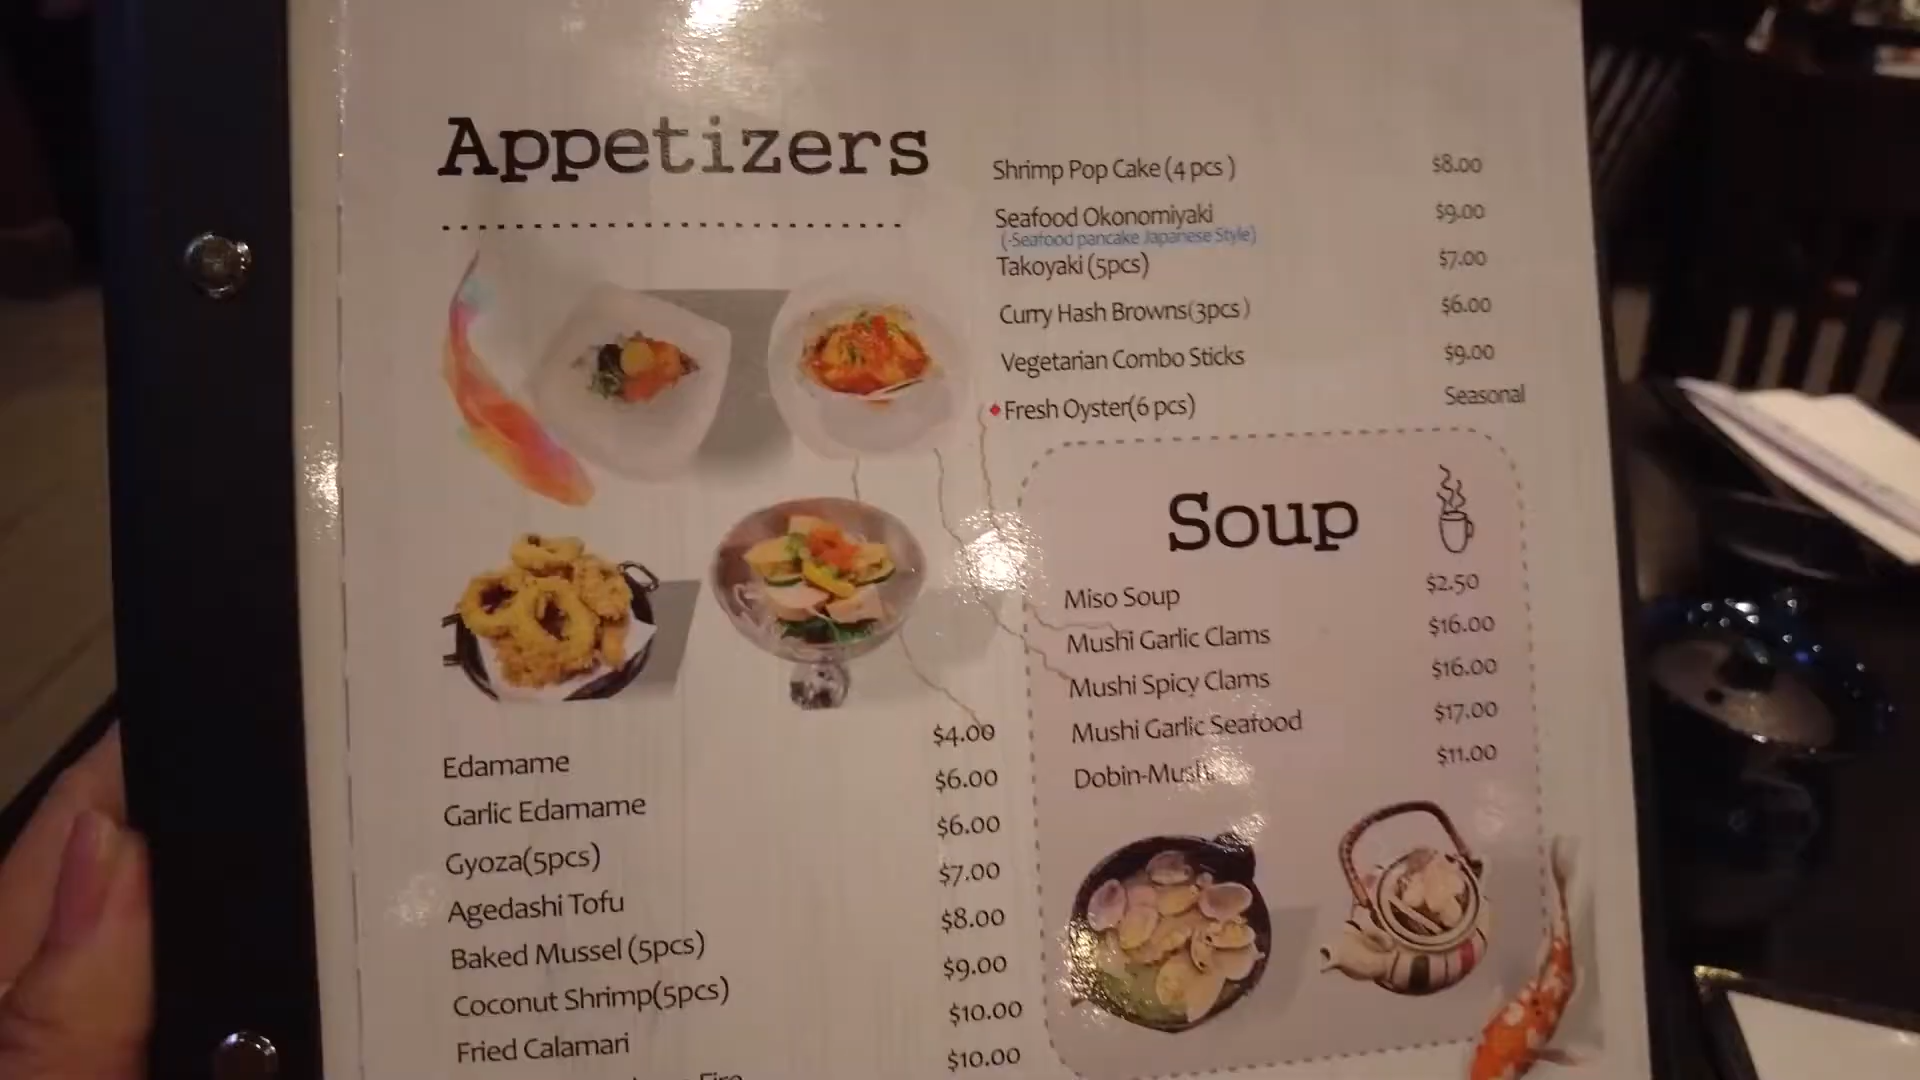 Appetizers
Shrimp Pop Cake (4 pcs ) $8.00
Seafood Okonomiyaki $9.00
(-Seafood pancake Japanese Style)
Takoyaki (5pcs) $7.00
Curry Hash Browns(3pcs ) $6.00
Vegetarian Combo Sticks $9.00
Fresh Oyster(6 pcs) Seasonal
Edamame $4.00
Garlic Edamame $6.00
Gyoza(5pcs) $6.00
Agedashi Tofu $7.00
Baked Mussel (5pcs) $8.00
Coconut Shrimp(5pcs) $9.00
Fried Calamari $10.00
$10.00
Soup
Miso Soup $2.50
Mushi Garlic Clams $16.00
Mushi Spicy Clams $16.00
Mushi Garlic Seafood $17.00
Dobin-Mushi $11.00